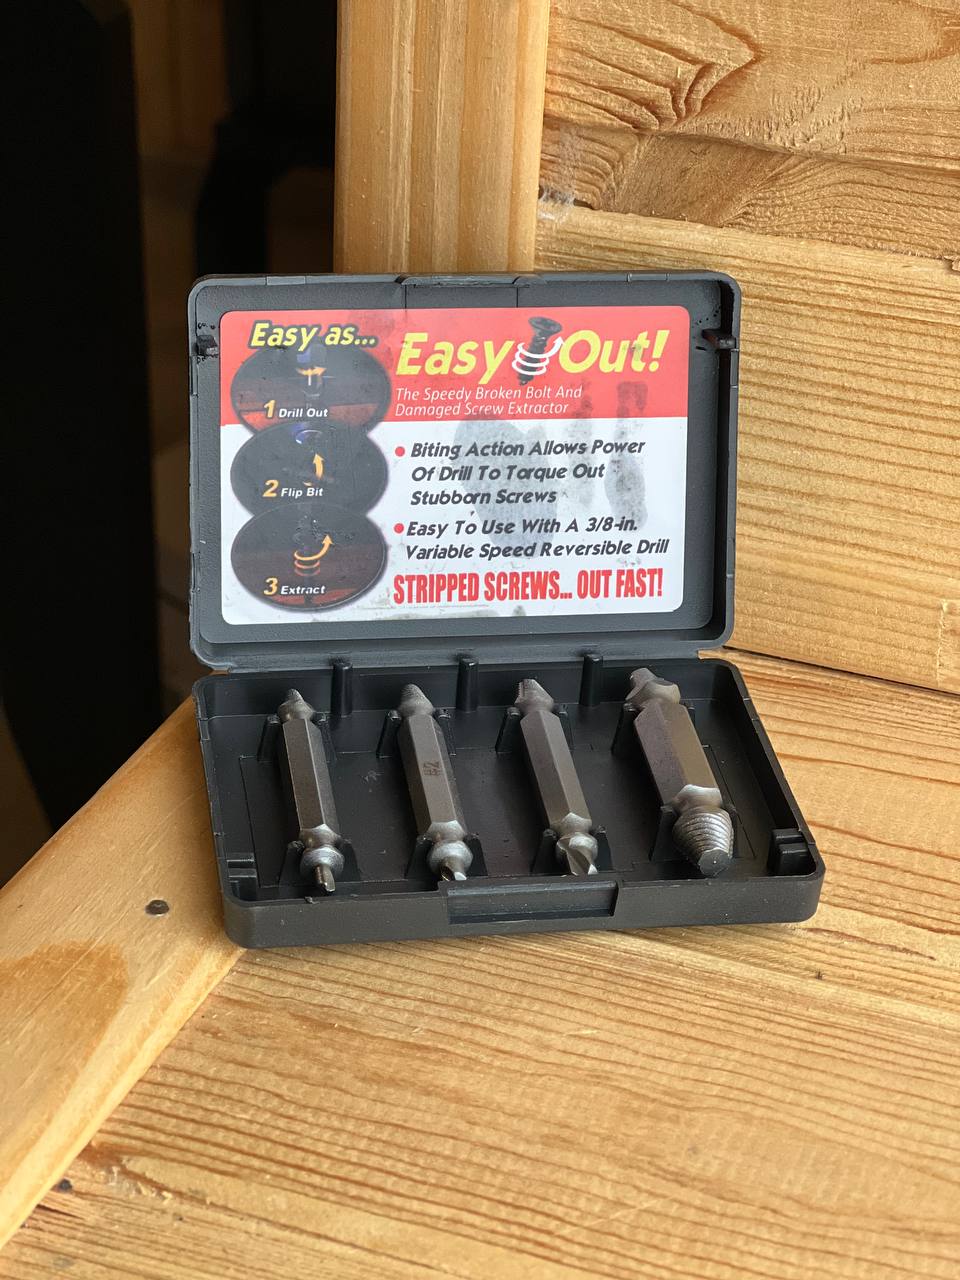 Easy as...
1 Drill Out
2 Flip Bit
3 Extract
Easy Out!
The Speedy Broken Bolt And
Damaged Screw Extractor
• Biting Action Allows Power
Of Drill To Torque Out
Stubborn Screws
• Easy To Use With A 3/8-in.
Variable Speed Reversible Drill
STRIPPED SCREWS... OUT FAST!
#2